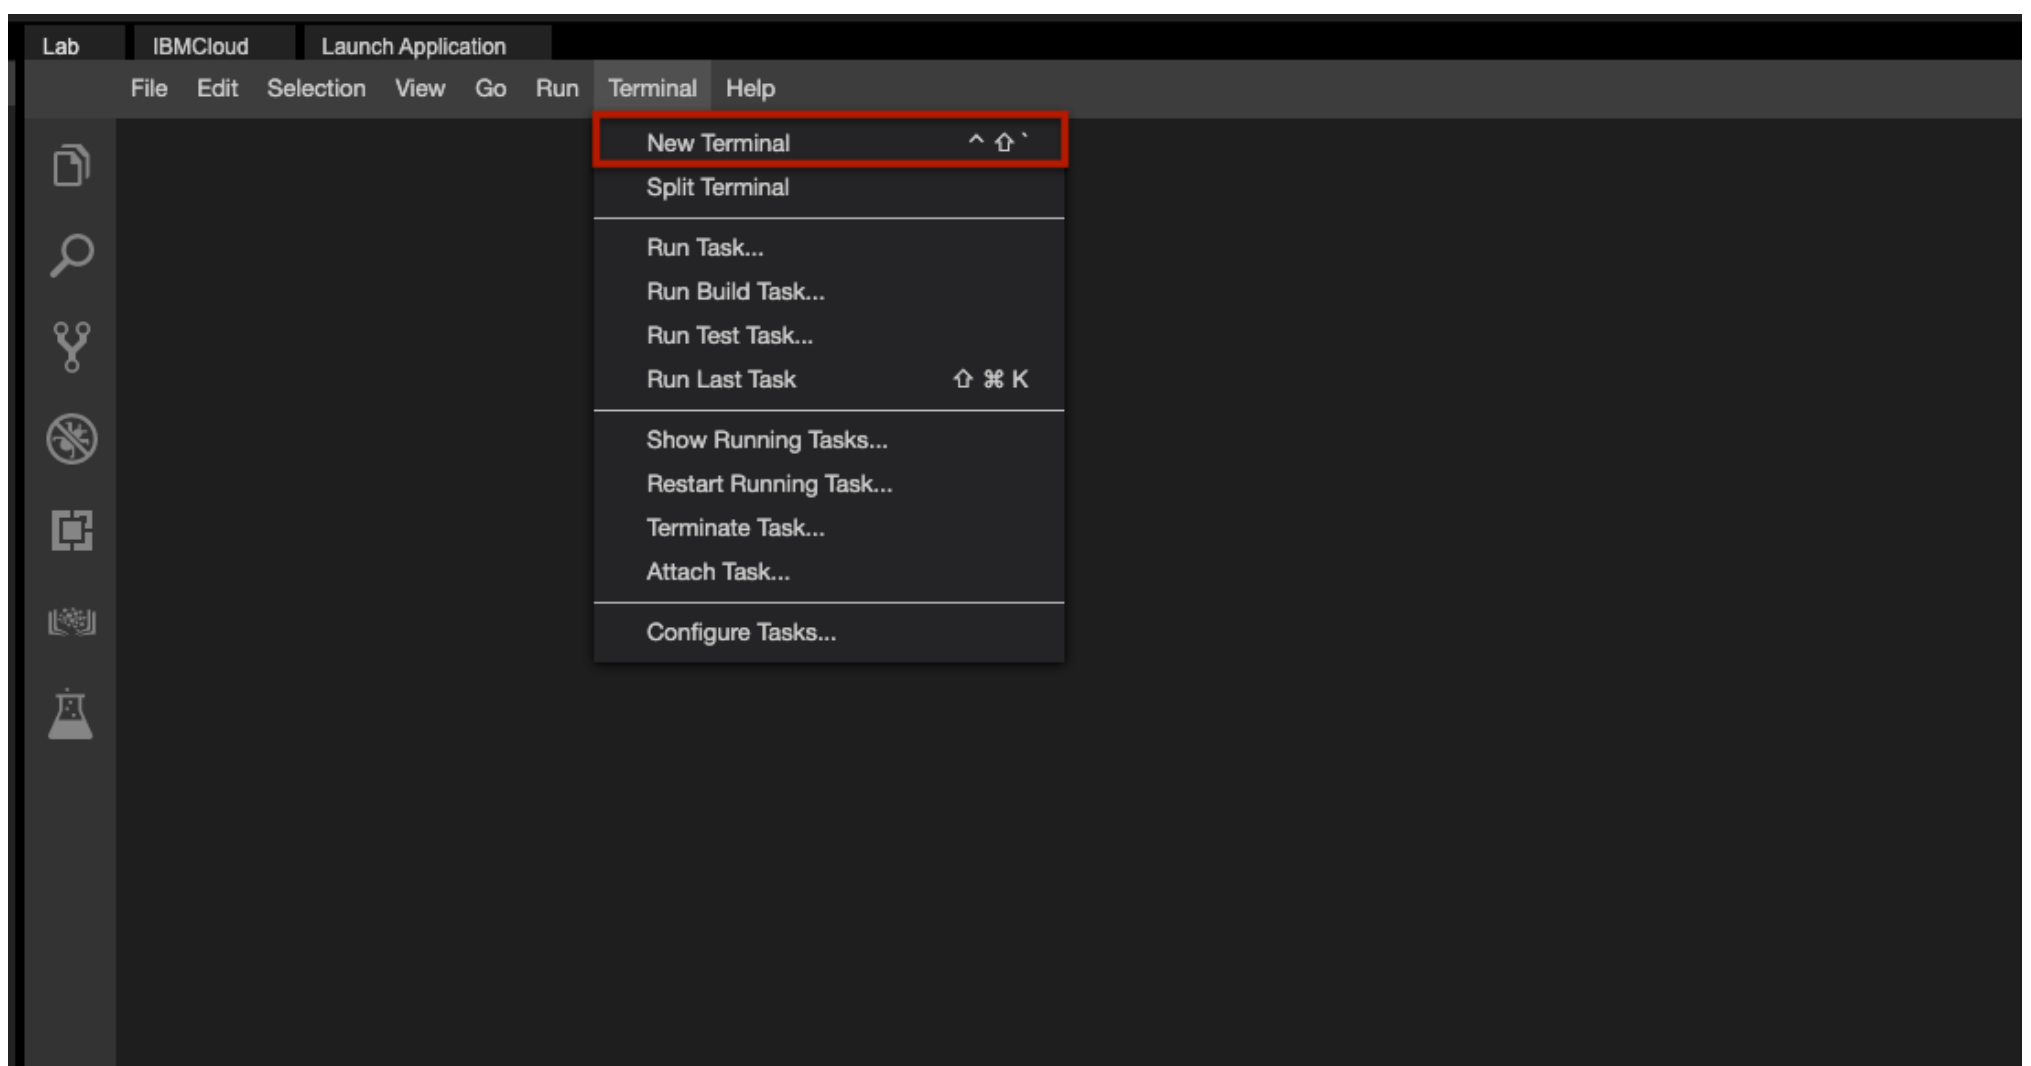 Lab IBMCloud Launch Application
File Edit Selection View Go Run Terminal Help
New Terminal ^ ⇧ `
Split Terminal
Run Task...
Run Build Task...
Run Test Task...
Run Last Task ⇧ ⌘ K
Show Running Tasks...
Restart Running Task...
Terminate Task...
Attach Task...
Configure Tasks...